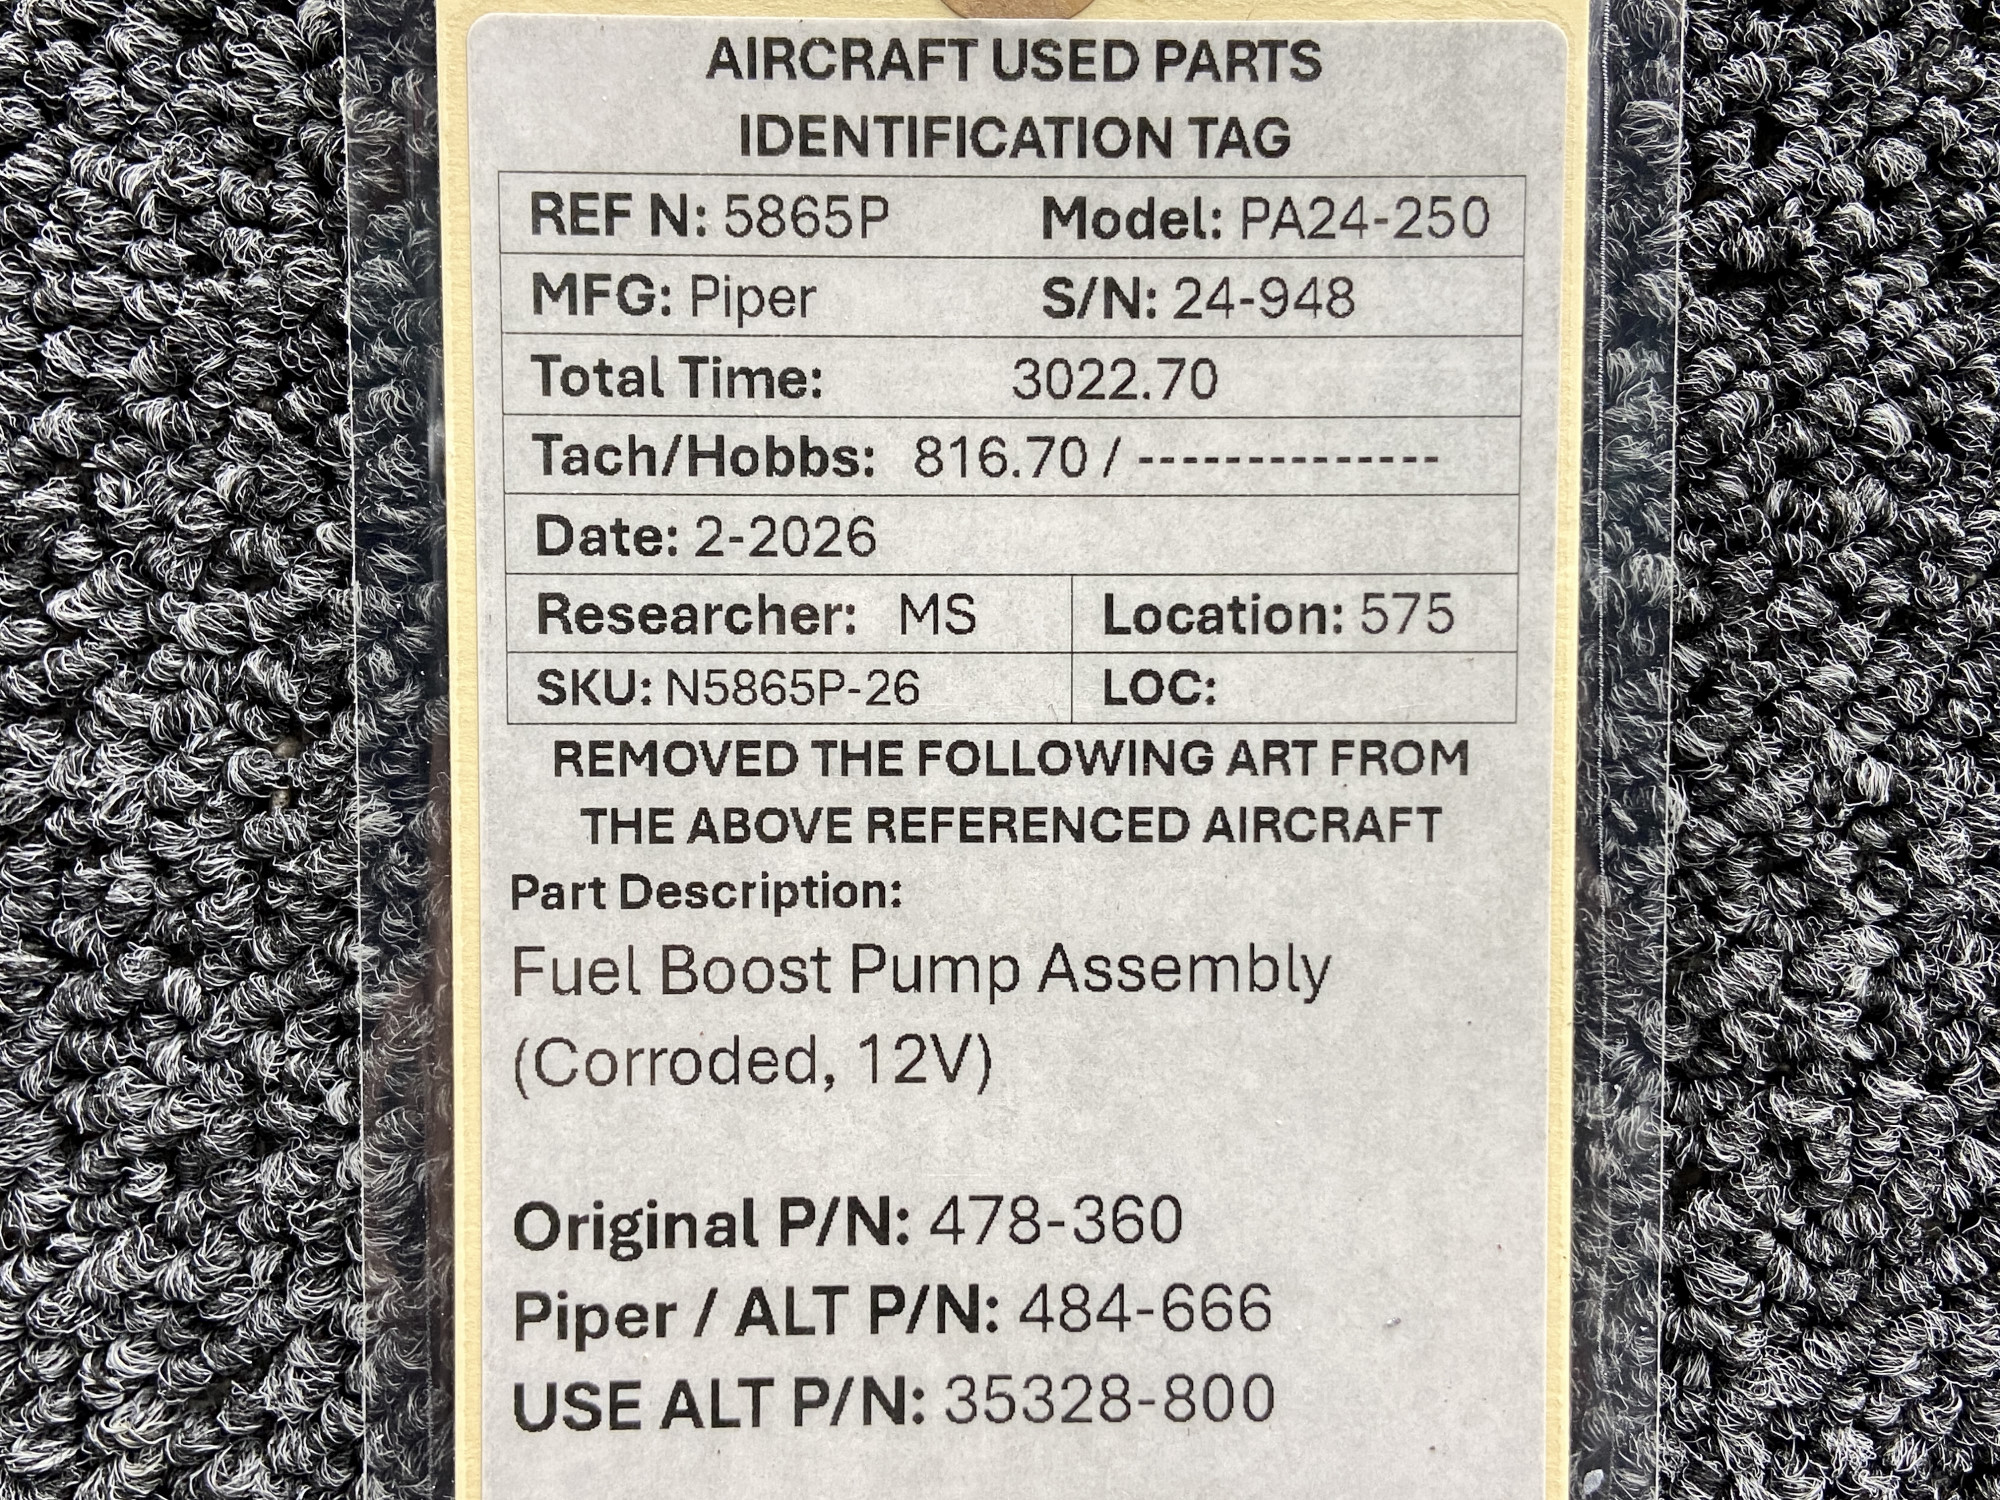 AIRCRAFT USED PARTS
IDENTIFICATION TAG
REF N: 5865P Model: PA24-250
MFG: Piper S/N: 24-948
Total Time: 3022.70
Tach/Hobbs: 816.70 / --------------
Date: 2-2026
Researcher: MS Location: 575
SKU: N5865P-26 LOC:
REMOVED THE FOLLOWING ART FROM
THE ABOVE REFERENCED AIRCRAFT
Part Description:
Fuel Boost Pump Assembly
(Corroded, 12V)
Original P/N: 478-360
Piper / ALT P/N: 484-666
USE ALT P/N: 35328-800